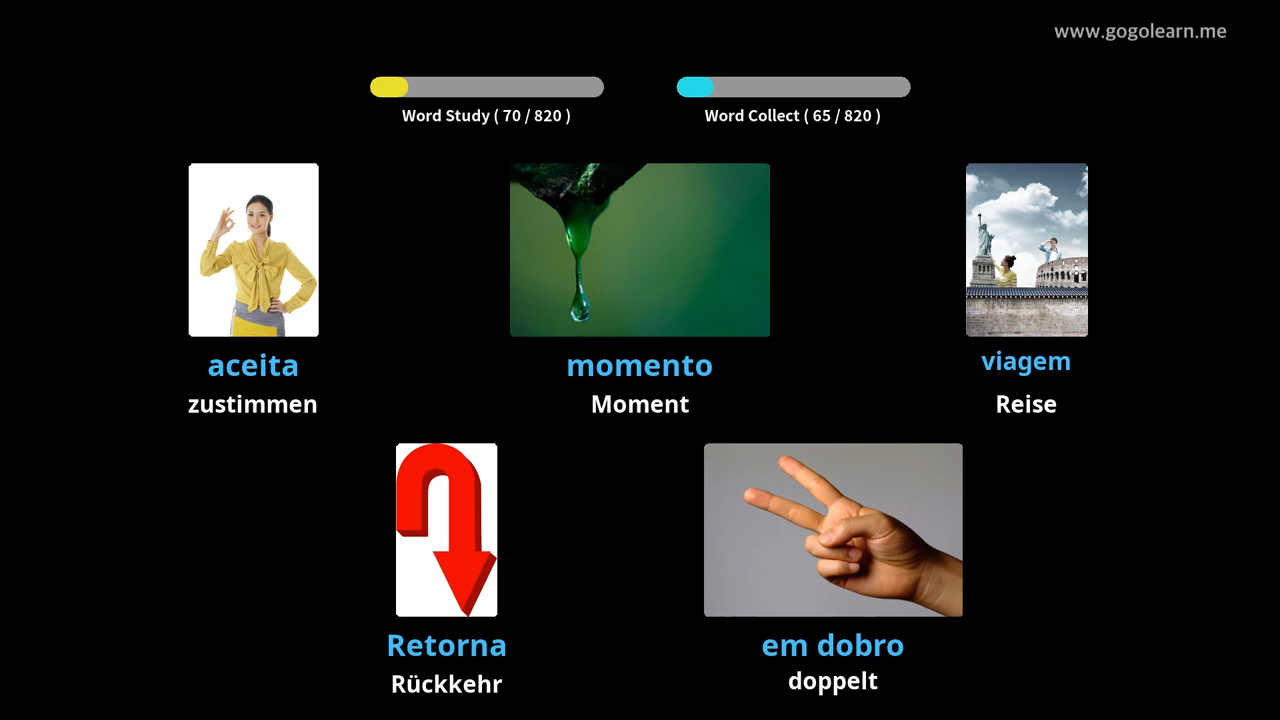 www.gogolearn.me
Word Study ( 70 / 820 )
Word Collect ( 65 / 820 )
aceita
zustimmen
momento
Moment
viagem
Reise
Retorna
Rückkehr
em dobro
doppelt